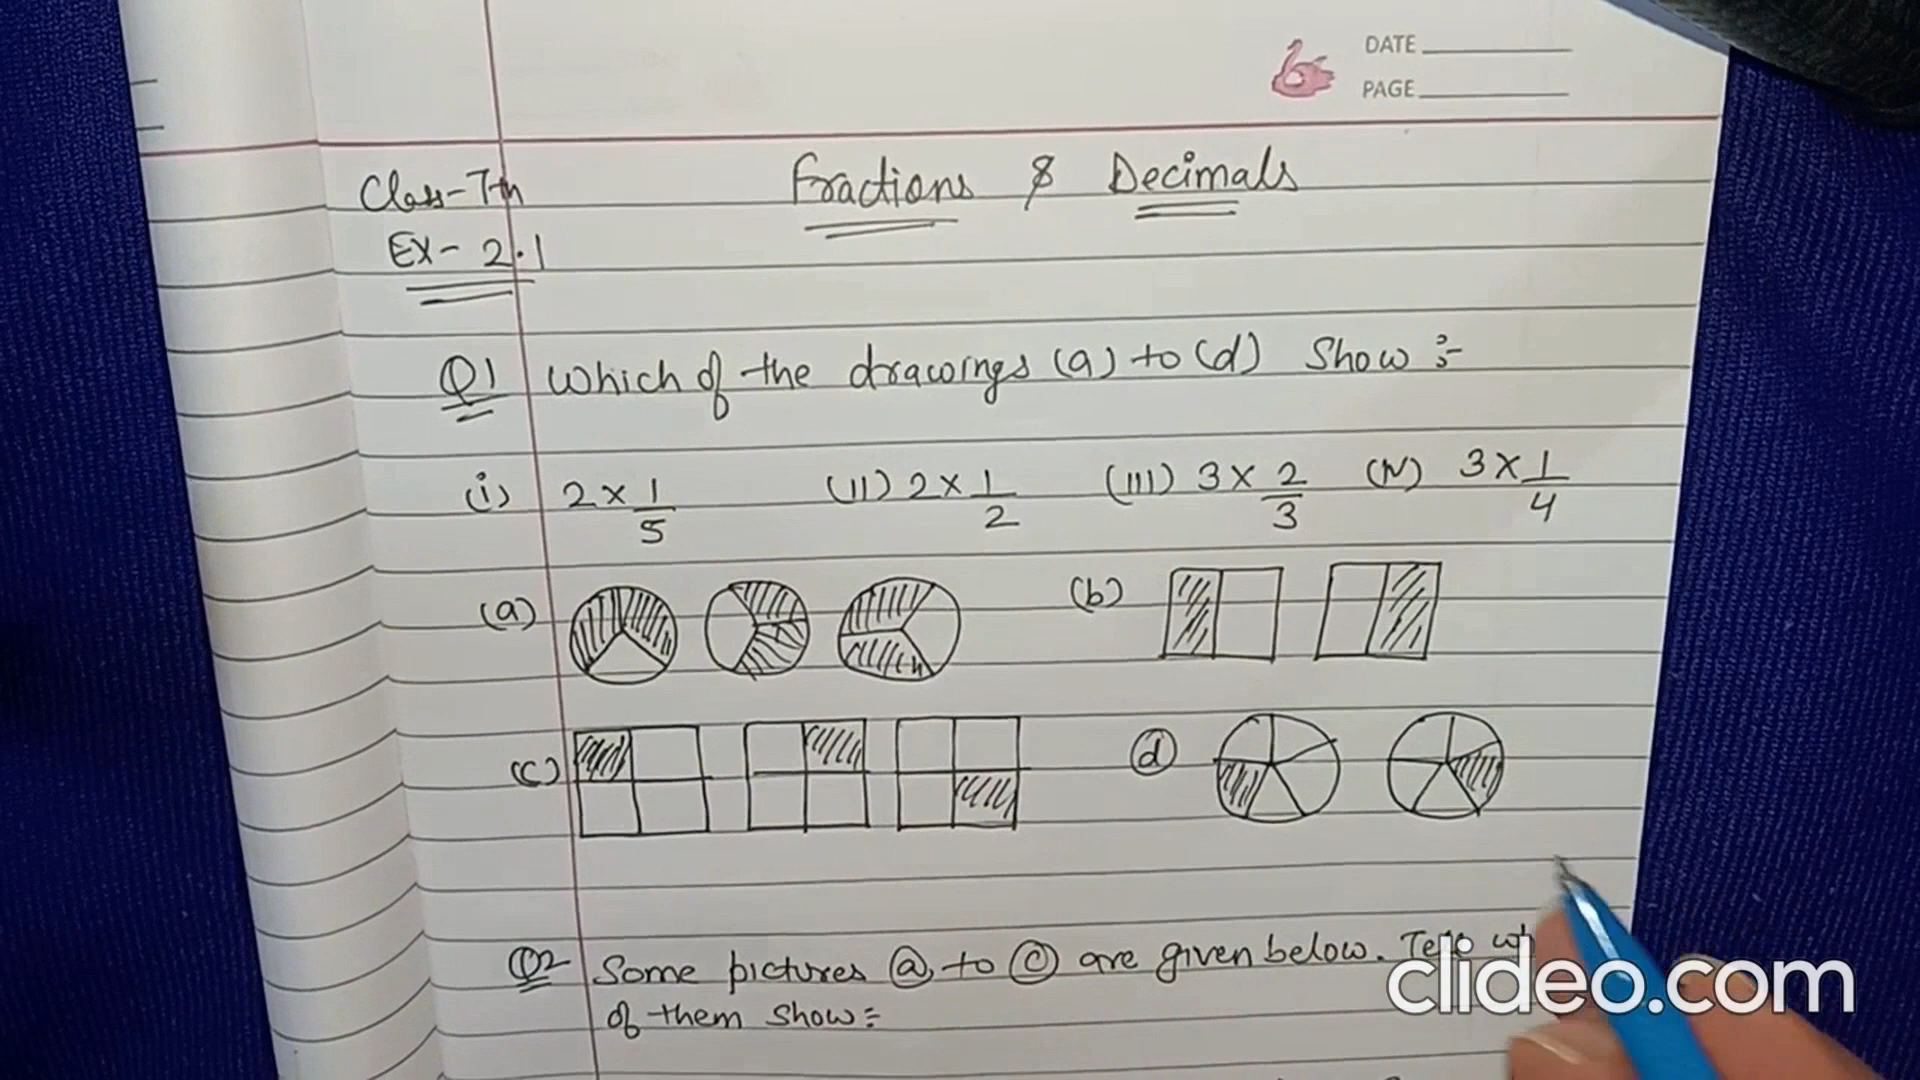 DATE
PAGE
Class-7th
Fractions & Decimals
Ex- 2.1
Q1 Which of the drawings (a) to (d) Show :-
(i) 2 × 1/5 (II) 2 × 1/2 (III) 3 × 2/3 (IV) 3 × 1/4
(a) (b)
(c) (d)
Q2 Some pictures (a) to (c) are given below. Tell
of them show:
clideo.com